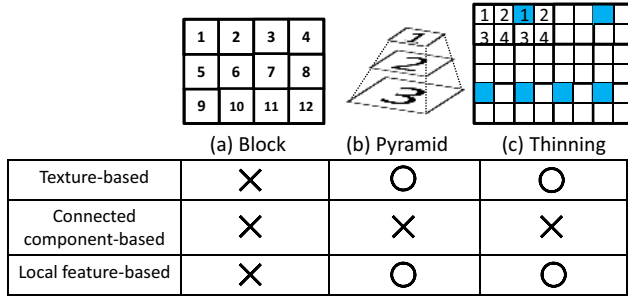 1 2 3 4
5 6 7 8
9 10 11 12
1
2
3
1 2 1 2
3 4 3 4
(a) Block (b) Pyramid (c) Thinning
Texture-based × ○ ○
Connected
component-based × × ×
Local feature-based × ○ ○